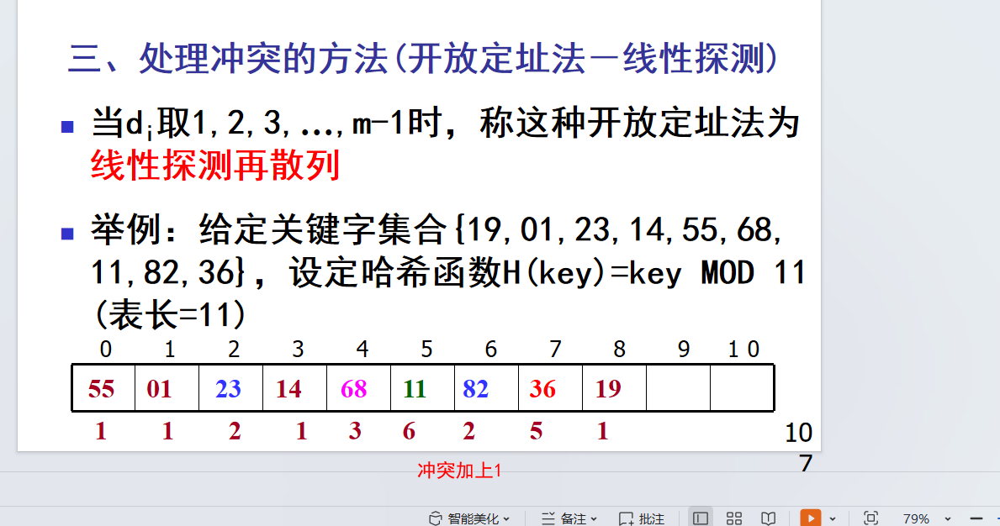 三、处理冲突的方法(开放定址法－线性探测)
当di取1,2,3,…,m-1时，称这种开放定址法为
线性探测再散列
举例：给定关键字集合{19,01,23,14,55,68,
11,82,36}，设定哈希函数H(key)=key MOD 11
(表长=11)
0 1 2 3 4 5 6 7 8 9 10
55 01 23 14 68 11 82 36 19
1 1 2 1 3 6 2 5 1
10
7
冲突加上1
智能美化 备注 批注 79%